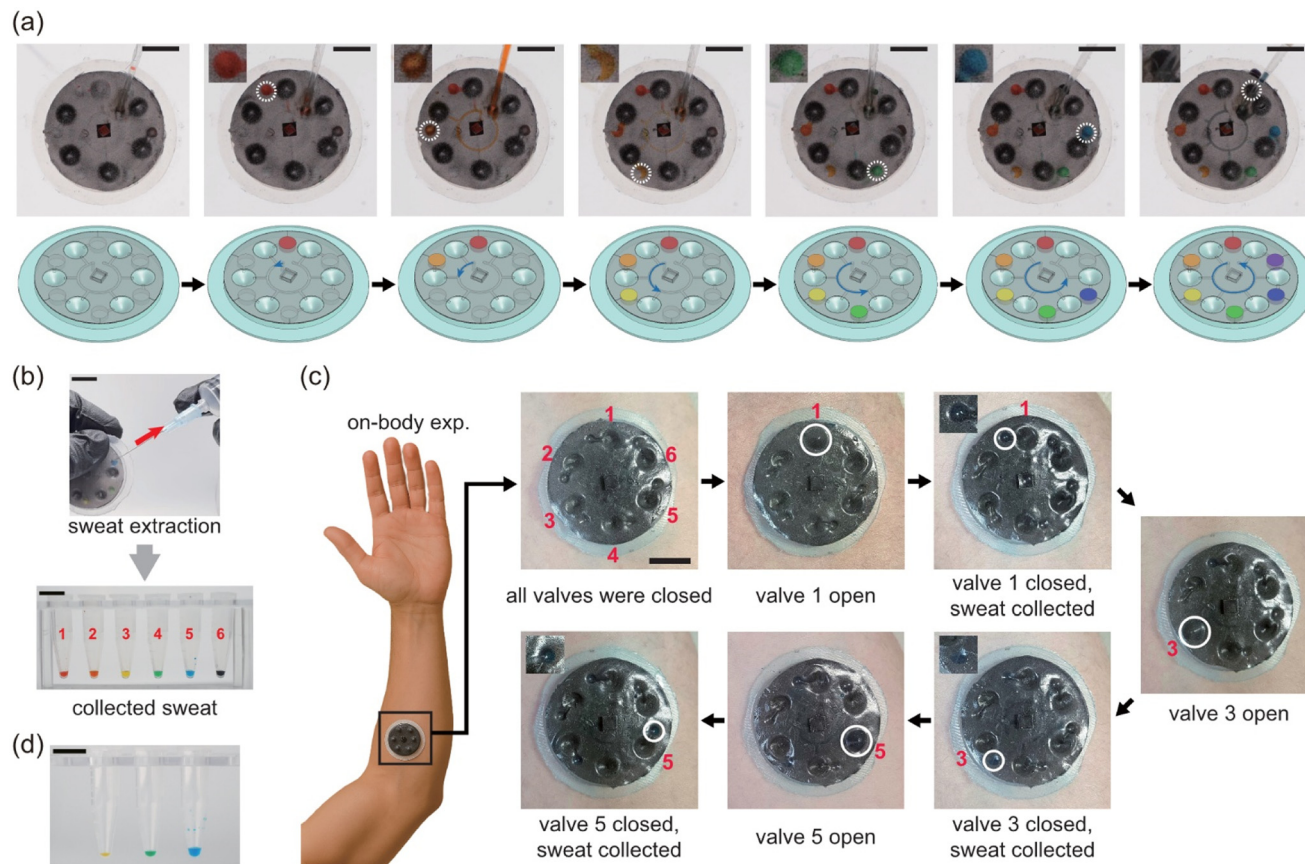 (a)
(b)
sweat extraction
1 2 3 4 5 6
collected sweat
(c)
on-body exp.
1
2
6
3
5
4
all valves were closed
1
valve 1 open
1
valve 1 closed,
sweat collected
3
valve 3 open
3
valve 3 closed,
sweat collected
5
valve 5 open
5
valve 5 closed,
sweat collected
(d)